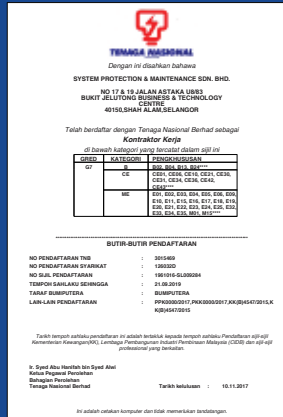 TENAGA NASIONAL
Dengan ini disahkan bahawa
SYSTEM PROTECTION & MAINTENANCE SDN. BHD.
NO 17 & 19 JALAN ASTAKA U8/83
BUKIT JELUTONG BUSINESS & TECHNOLOGY
CENTRE
40150,SHAH ALAM,SELANGOR
Telah berdaftar dengan Tenaga Nasional Berhad sebagai
Kontraktor Kerja
di bawah kategori yang tercatat dalam sijil ini
GRED KATEGORI PENGKHUSUSAN
G7 B B02, B04, B13, B24****
CE CE01, CE06, CE10, CE21, CE30,
CE31, CE34, CE36, CE42,
CE43****
ME E01, E02, E03, E04, E05, E06, E09,
E10, E11, E15, E16, E17, E18, E19,
E20, E21, E22, E23, E24, E25, E32,
E33, E34, E35, M01, M15****
BUTIR-BUTIR PENDAFTARAN
NO PENDAFTARAN TNB : 3015469
NO PENDAFTARAN SYARIKAT : 126032D
NO SIJIL PENDAFTARAN : 1981016-SL009284
TEMPOH SAHLAKU SEHINGGA : 21.09.2019
TARAF BUMIPUTERA : BUMIPUTERA
LAIN-LAIN PENDAFTARAN : PPK0000/2017,PKK0000/2017,KK(B)4547/2015,K
K(B)4547/2015
Tarikh tempoh sahlaku pendaftaran ini adalah tertakluk kepada tempoh sahlaku Pendaftaran sijil-sijil
Kementerian Kewangan(KK), Lembaga Pembangunan Industri Pembinaan Malaysia (CIDB) dan sijil-sijil
professional yang berkaitan.
Ir. Syed Abu Hanifah bin Syed Alwi
Ketua Pegawai Perolehan
Bahagian Perolehan
Tenaga Nasional Berhad Tarikh kelulusan : 10.11.2017
Ini adalah cetakan komputer dan tidak memerlukan tandatangan.